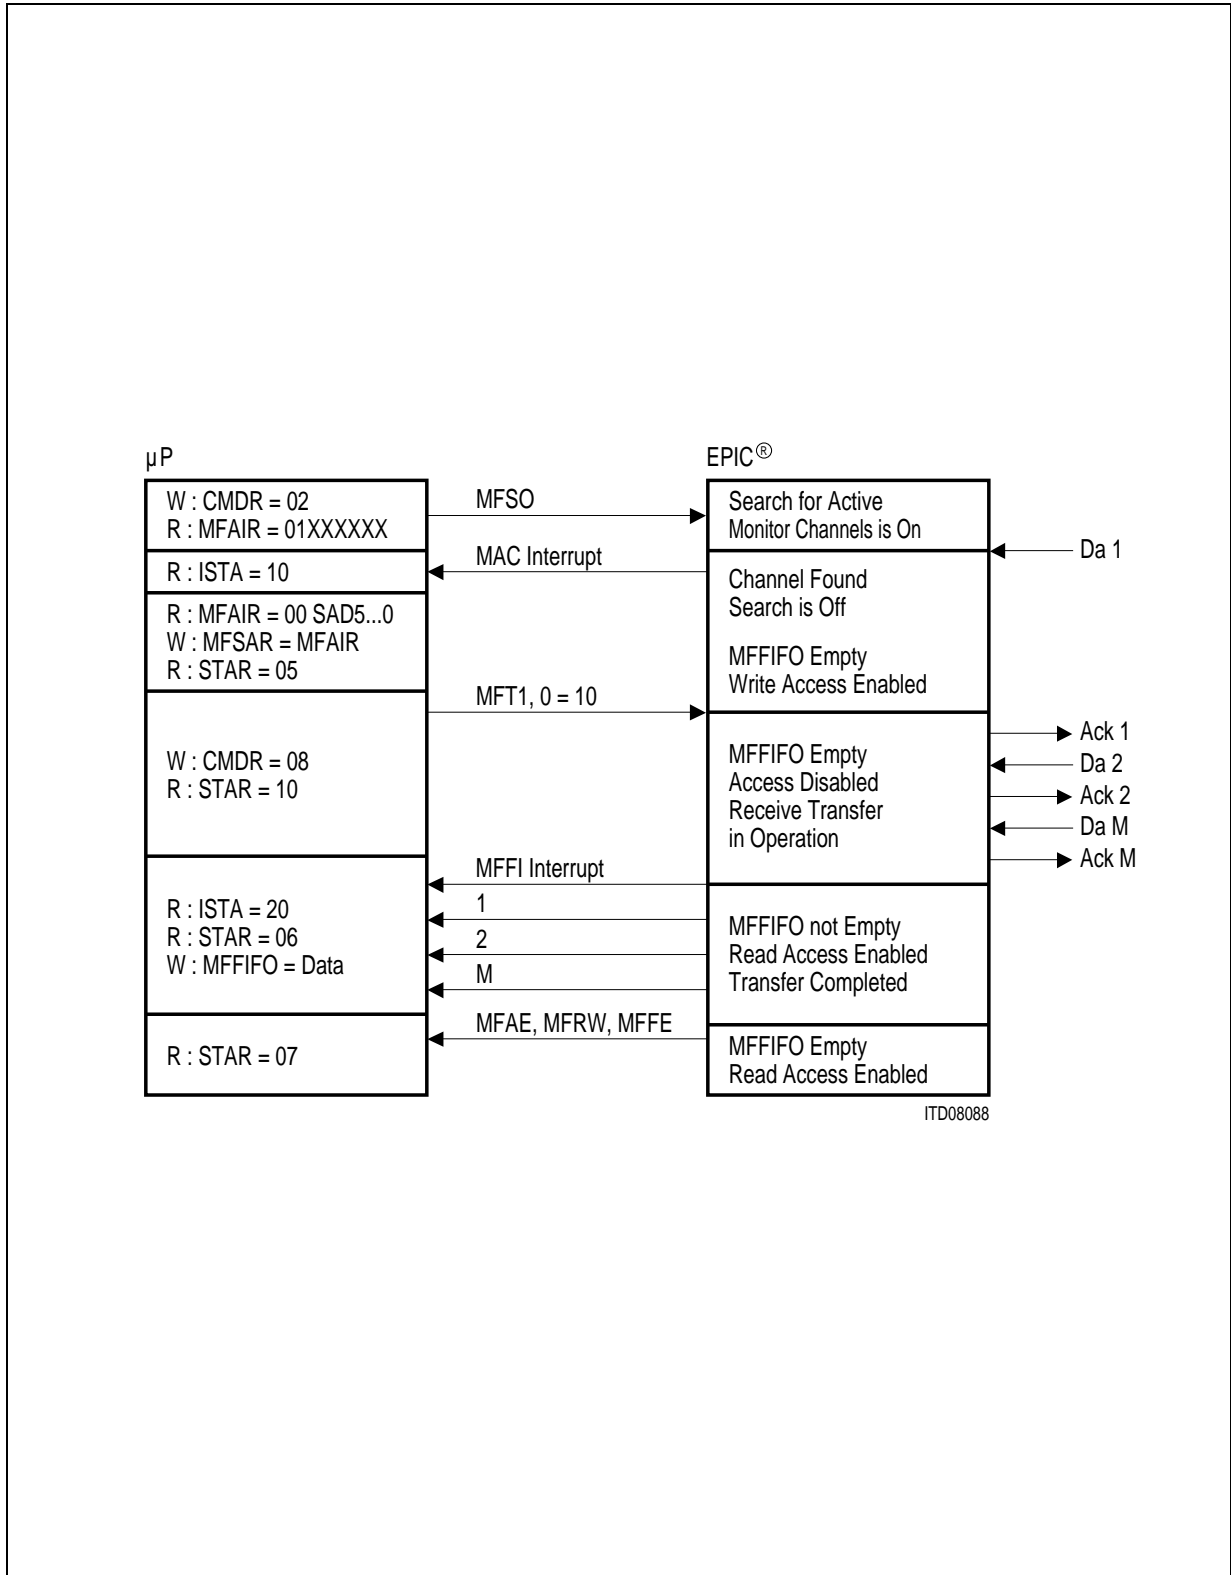 µP
EPIC®
W : CMDR = 02
R : MFAIR = 01XXXXXX
MFSO
Search for Active
Monitor Channels is On
Da 1
R : ISTA = 10
MAC Interrupt
Channel Found
Search is Off
MFFIFO Empty
Write Access Enabled
R : MFAIR = 00 SAD5...0
W : MFSAR = MFAIR
R : STAR = 05
MFT1, 0 = 10
W : CMDR = 08
R : STAR = 10
MFFIFO Empty
Access Disabled
Receive Transfer
in Operation
Ack 1
Da 2
Ack 2
Da M
Ack M
MFFI Interrupt
1
2
M
R : ISTA = 20
R : STAR = 06
W : MFFIFO = Data
MFFIFO not Empty
Read Access Enabled
Transfer Completed
MFAE, MFRW, MFFE
R : STAR = 07
MFFIFO Empty
Read Access Enabled
ITD08088